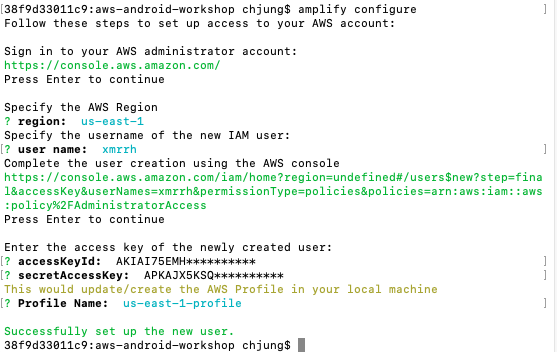 [38f9d33011c9:aws-android-workshop chjung$ amplify configure ]
Follow these steps to set up access to your AWS account:
Sign in to your AWS administrator account:
https://console.aws.amazon.com/
Press Enter to continue
Specify the AWS Region
? region:  us-east-1
Specify the username of the new IAM user:
[? user name:  xmrrh ]
Complete the user creation using the AWS console
https://console.aws.amazon.com/iam/home?region=undefined#/users$new?step=fina
l&accessKey&userNames=xmrrh&permissionType=policies&policies=arn:aws:iam::aws
:policy%2FAdministratorAccess
Press Enter to continue
Enter the access key of the newly created user:
[? accessKeyId:  AKIAI75EMH********** ]
[? secretAccessKey:  APKAJX5KSQ********** ]
This would update/create the AWS Profile in your local machine
[? Profile Name:  us-east-1-profile ]
Successfully set up the new user.
38f9d33011c9:aws-android-workshop chjung$